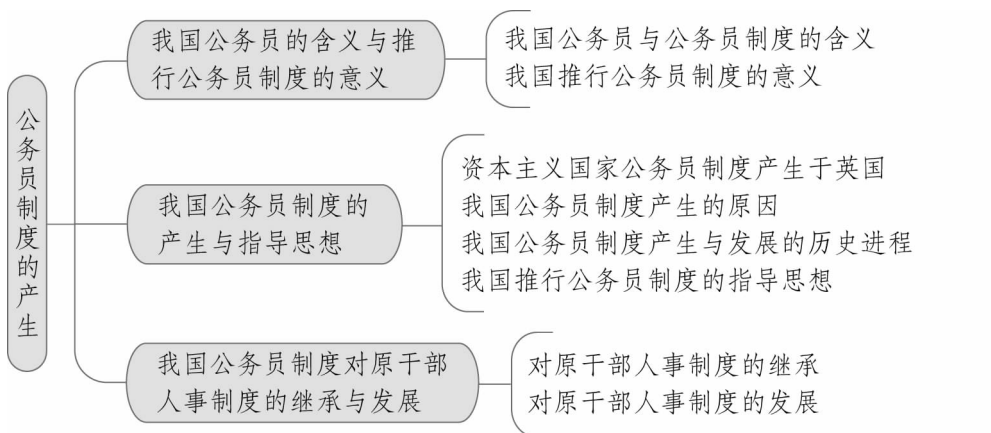 公务员制度的产生
我国公务员的含义与推
行公务员制度的意义
我国公务员与公务员制度的含义
我国推行公务员制度的意义
我国公务员制度的
产生与指导思想
资本主义国家公务员制度产生于英国
我国公务员制度产生的原因
我国公务员制度产生与发展的历史进程
我国推行公务员制度的指导思想
我国公务员制度对原干部
人事制度的继承与发展
对原干部人事制度的继承
对原干部人事制度的发展